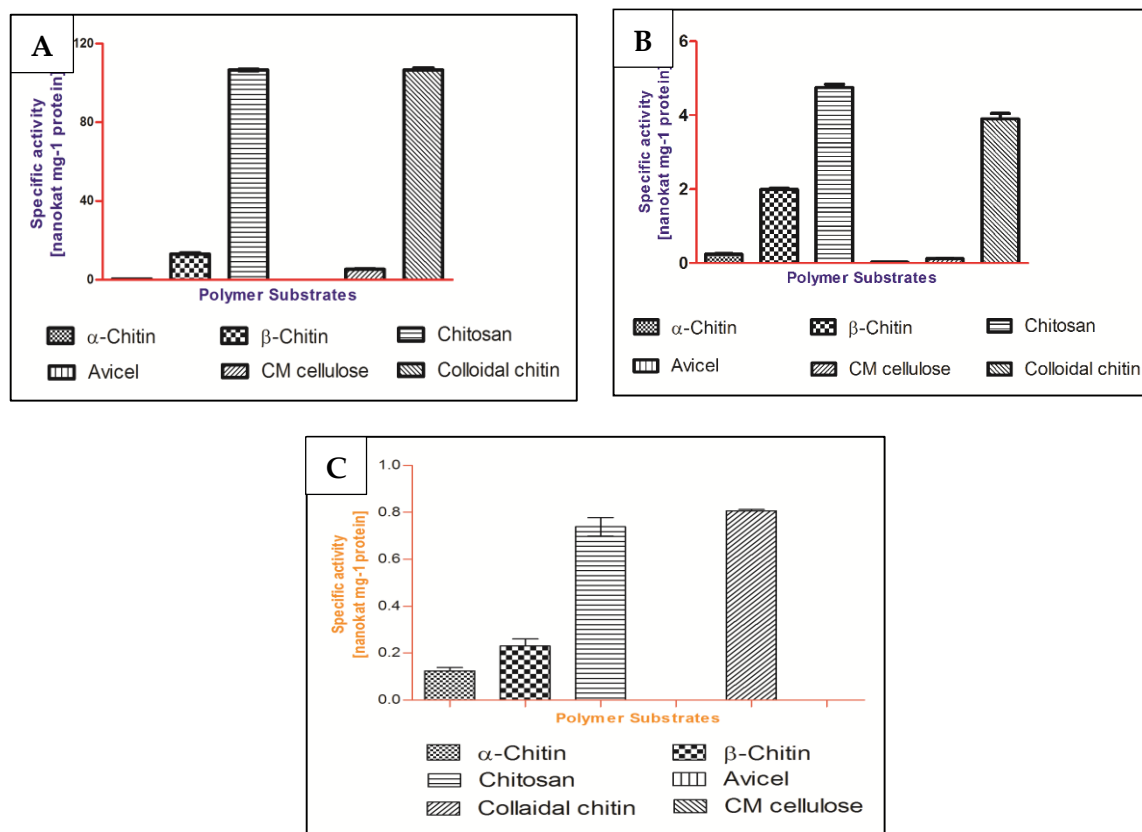 A
Specific activity
[nanokat mg-1 protein]
120
80
40
0
Polymer Substrates
α-Chitin
β-Chitin
Chitosan
Avicel
CM cellulose
Colloidal chitin
B
Specific activity
[nanokat mg-1 protein]
6
4
2
0
Polymer Substrates
α-Chitin
β-Chitin
Chitosan
Avicel
CM cellulose
Colloidal chitin
C
Specific activity
[nanokat mg-1 protein]
1.0
0.8
0.6
0.4
0.2
0.0
Polymer Substrates
α-Chitin
β-Chitin
Chitosan
Avicel
Collaidal chitin
CM cellulose